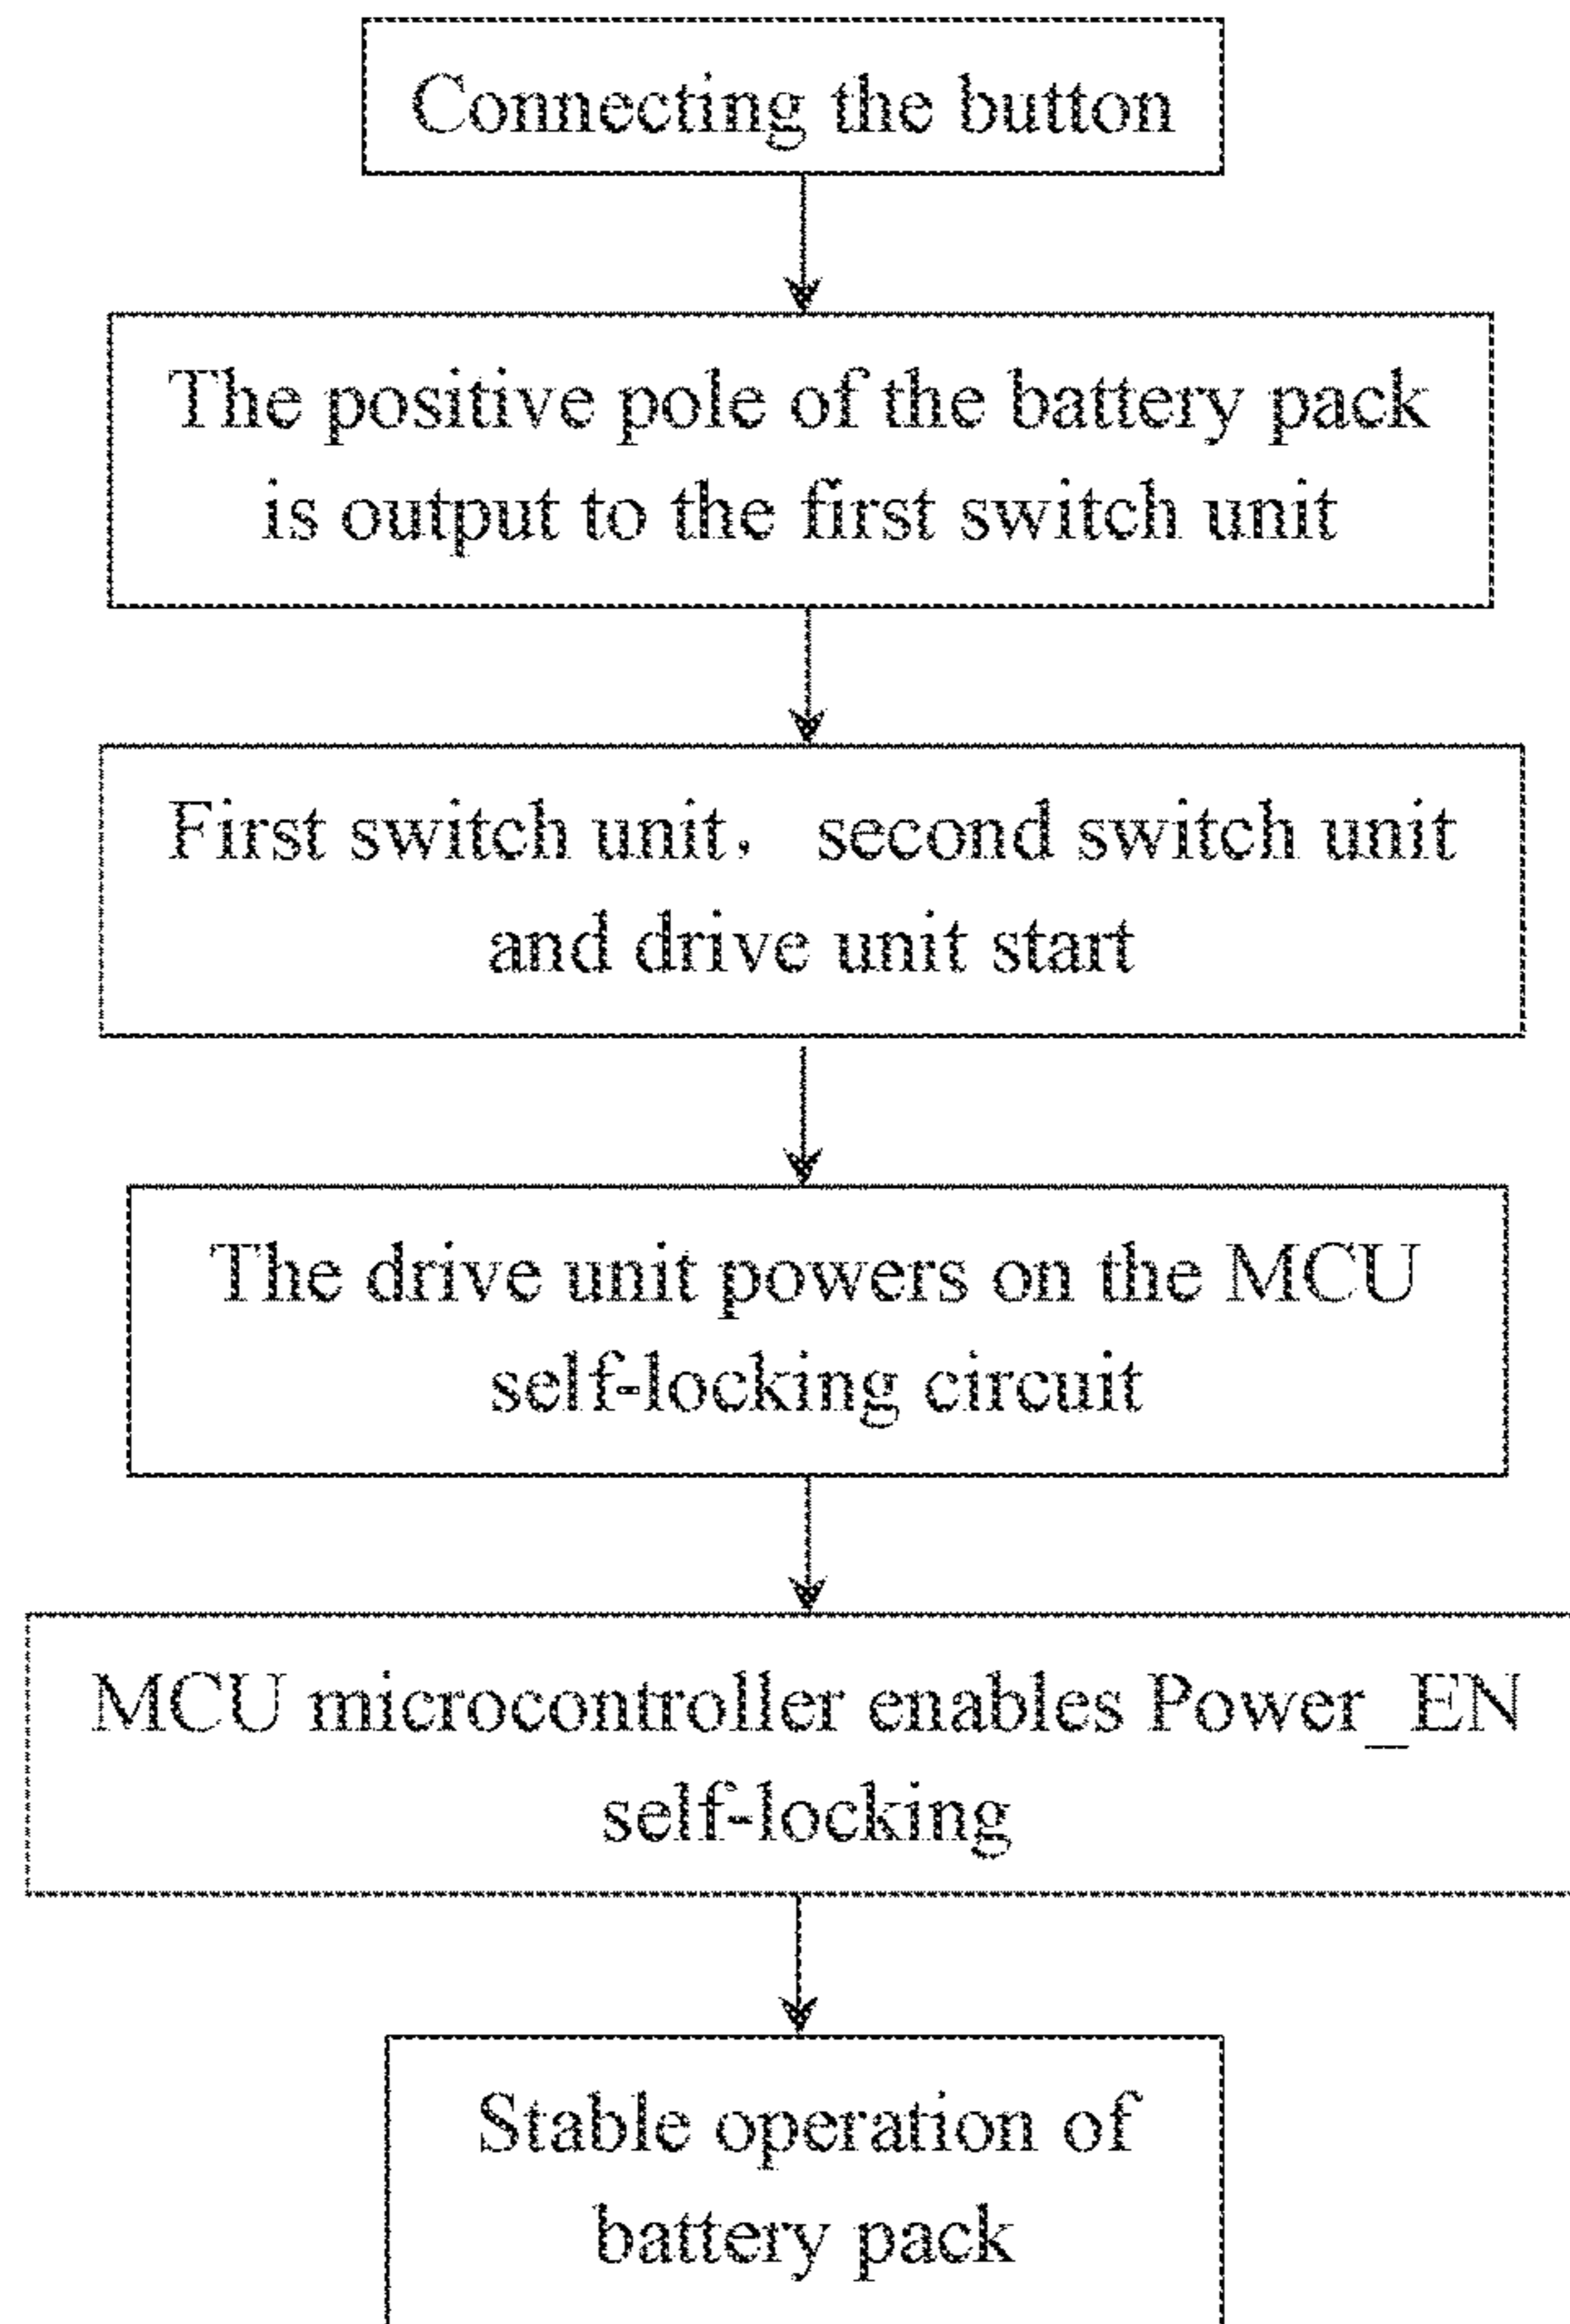 Connecting the button
The positive pole of the battery pack
is output to the first switch unit
First switch unit, second switch unit
and drive unit start
The drive unit powers on the MCU
self-locking circuit
MCU microcontroller enables Power_EN
self-locking
Stable operation of
battery pack